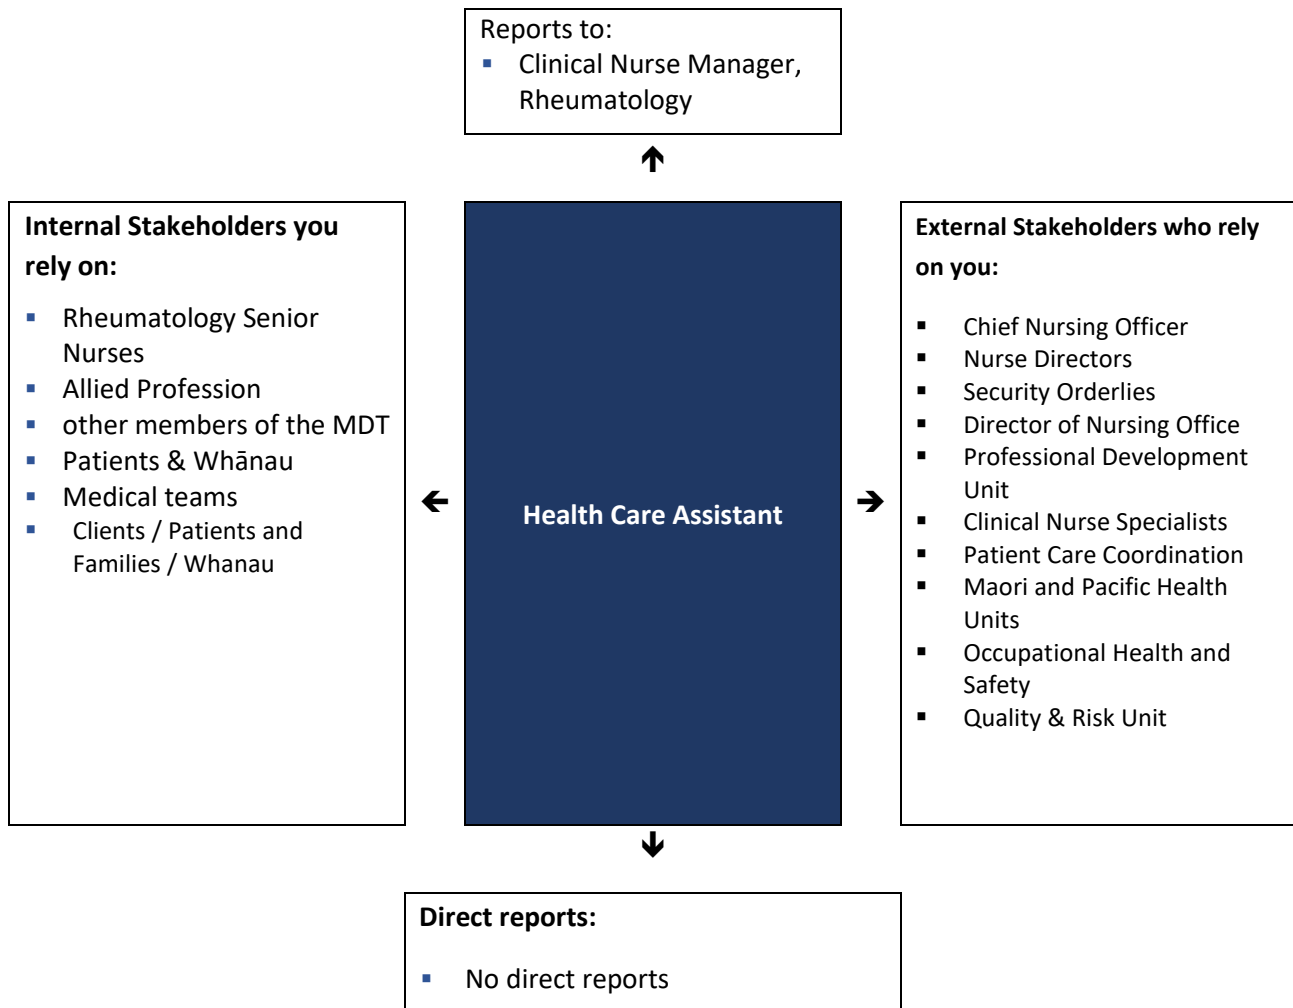 Reports to:
▪ Clinical Nurse Manager,
Rheumatology
Internal Stakeholders you
rely on:
▪ Rheumatology Senior
Nurses
▪ Allied Profession
▪ other members of the MDT
▪ Patients & Whānau
▪ Medical teams
▪ Clients / Patients and
Families / Whanau
Health Care Assistant
External Stakeholders who rely
on you:
▪ Chief Nursing Officer
▪ Nurse Directors
▪ Security Orderlies
▪ Director of Nursing Office
▪ Professional Development
Unit
▪ Clinical Nurse Specialists
▪ Patient Care Coordination
▪ Maori and Pacific Health
Units
▪ Occupational Health and
Safety
▪ Quality & Risk Unit
Direct reports:
▪ No direct reports